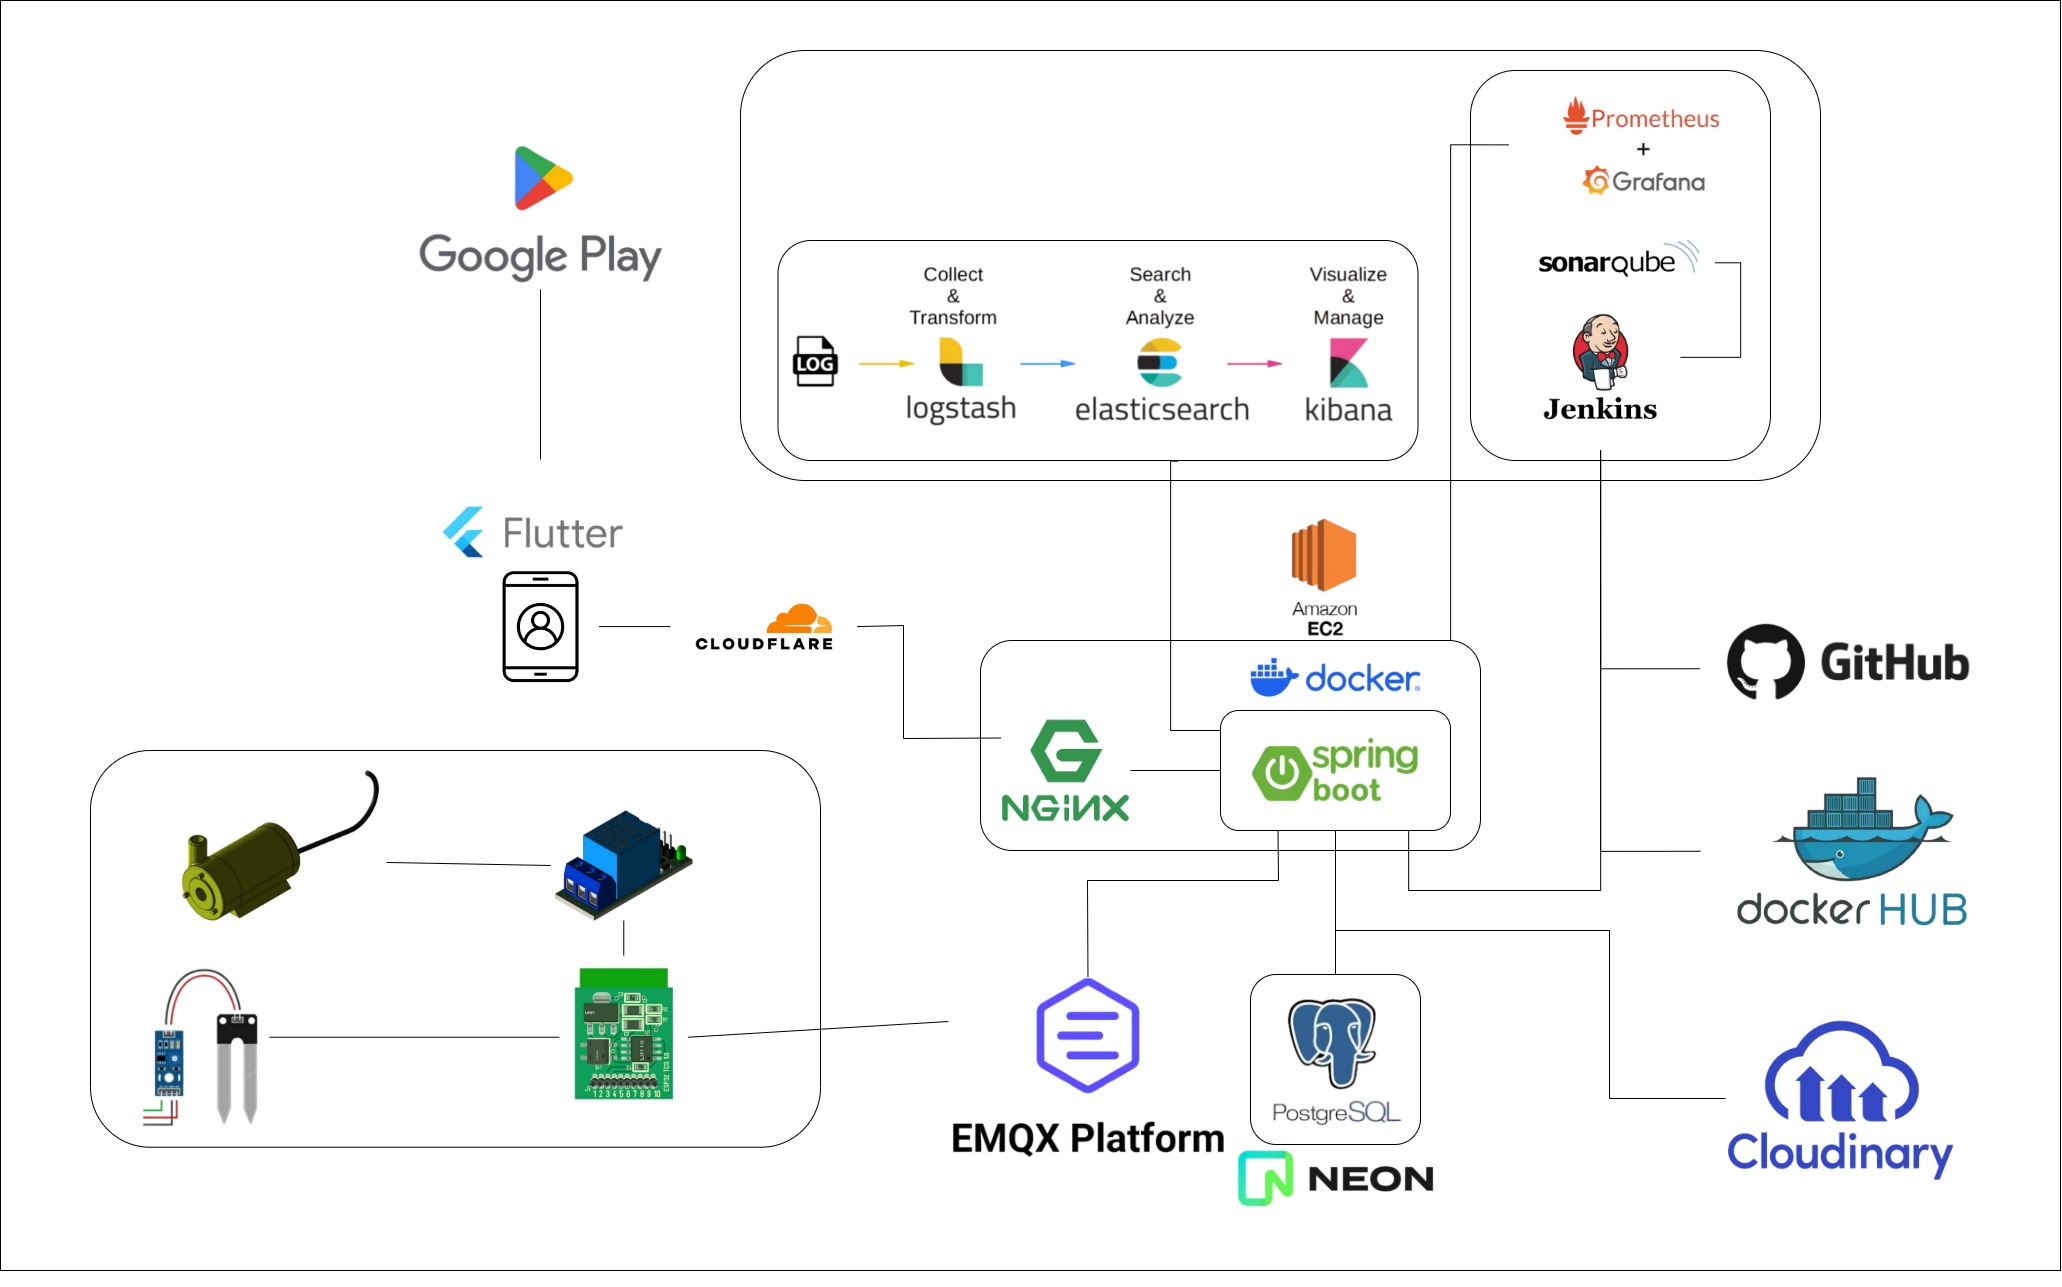 Prometheus
+
Grafana
Google Play
sonarqube
Collect
&
Transform
Search
&
Analyze
Visualize
&
Manage
LOG
logstash
elasticsearch
kibana
Jenkins
Flutter
Amazon
EC2
CLOUDFLARE
GitHub
docker
spring
boot
NGiNX
docker HUB
EMQX Platform
PostgreSQL
NEON
Cloudinary
ESP32
1 2 3 4 5 6 7 8 9 10